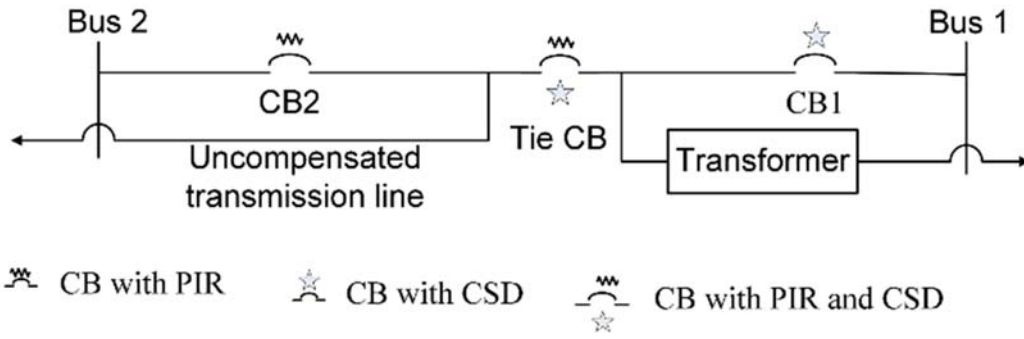 Bus 2
Bus 1
CB2
CB1
Tie CB
Uncompensated
transmission line
Transformer
CB with PIR
CB with CSD
CB with PIR and CSD